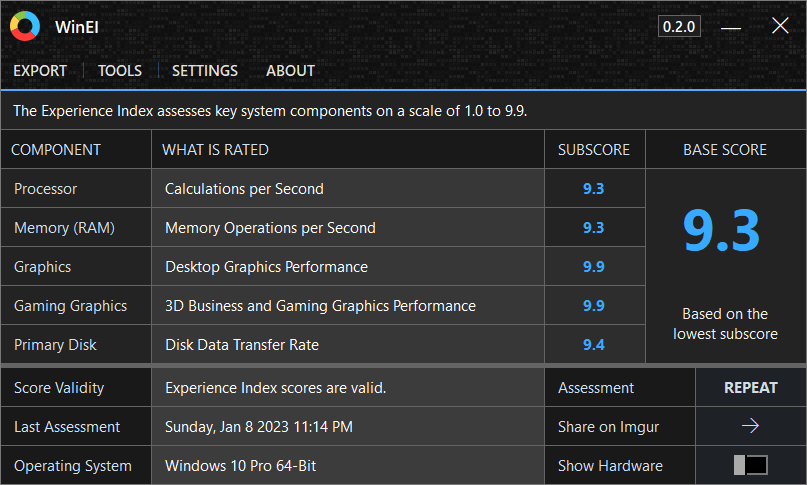 WinEI 0.2.0
EXPORT TOOLS SETTINGS ABOUT
The Experience Index assesses key system components on a scale of 1.0 to 9.9.
COMPONENT WHAT IS RATED SUBSCORE BASE SCORE
Processor Calculations per Second 9.3
Memory (RAM) Memory Operations per Second 9.3
9.3
Graphics Desktop Graphics Performance 9.9
Gaming Graphics 3D Business and Gaming Graphics Performance 9.9
Based on the
lowest subscore
Primary Disk Disk Data Transfer Rate 9.4
Score Validity Experience Index scores are valid. Assessment REPEAT
Last Assessment Sunday, Jan 8 2023 11:14 PM Share on Imgur →
Operating System Windows 10 Pro 64-Bit Show Hardware